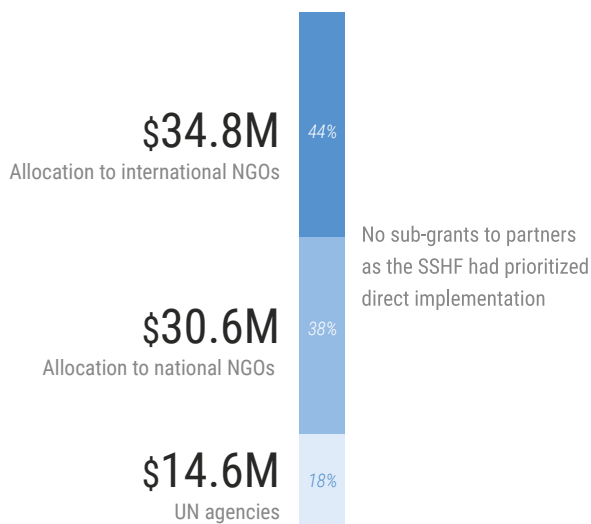 $34.8M
44%
Allocation to international NGOs
No sub-grants to partners
as the SSHF had prioritized
direct implementation
$30.6M
38%
Allocation to national NGOs
$14.6M
18%
UN agencies